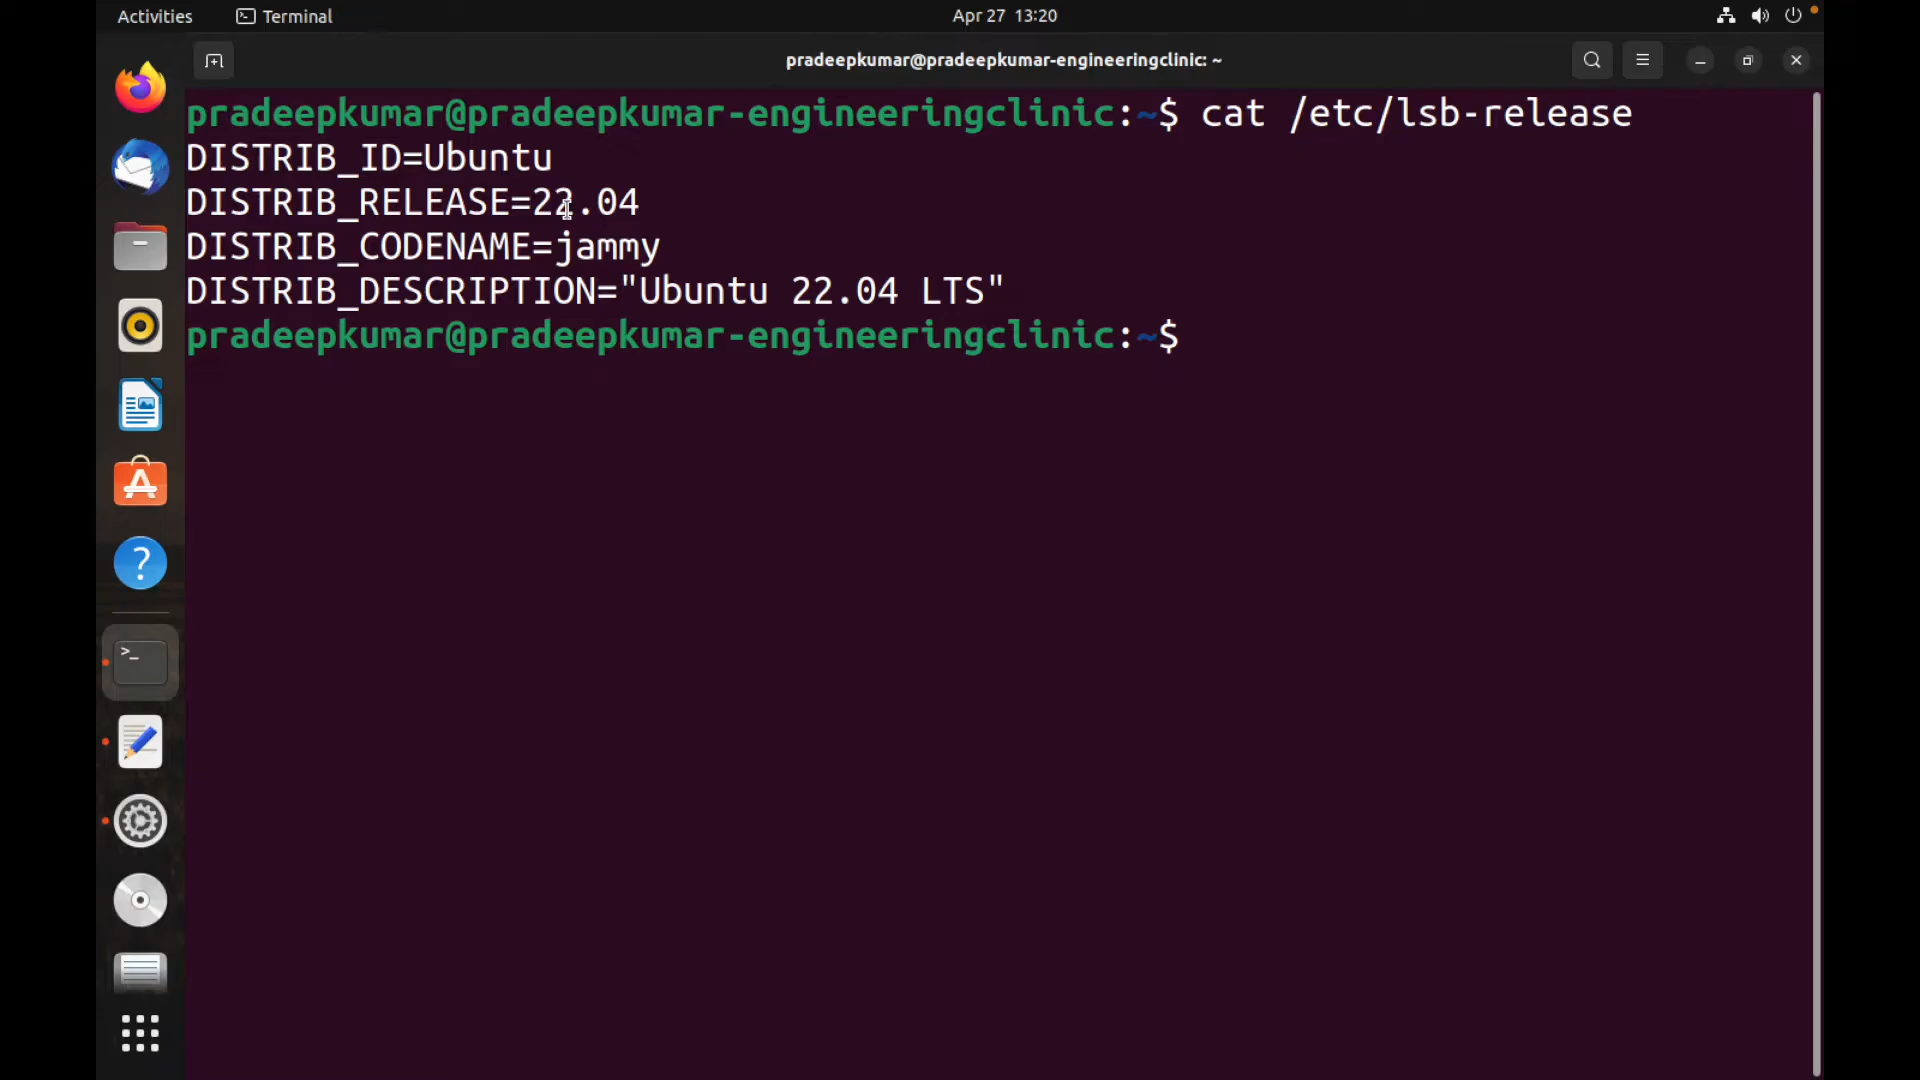 Activities Terminal Apr 27 13:20
pradeepkumar@pradeepkumar-engineeringclinic: ~
pradeepkumar@pradeepkumar-engineeringclinic:~$ cat /etc/lsb-release
DISTRIB_ID=Ubuntu
DISTRIB_RELEASE=22.04
DISTRIB_CODENAME=jammy
DISTRIB_DESCRIPTION="Ubuntu 22.04 LTS"
pradeepkumar@pradeepkumar-engineeringclinic:~$